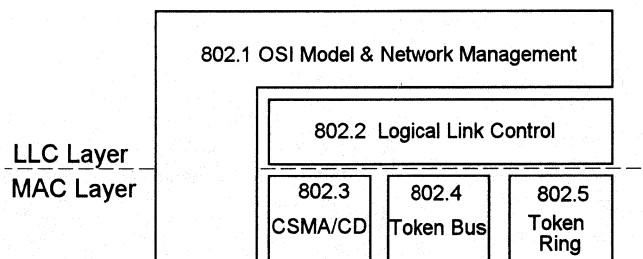 802.1 OSI Model & Network Management
802.2 Logical Link Control
LLC Layer
MAC Layer
802.3
CSMA/CD
802.4
Token Bus
802.5
Token
Ring